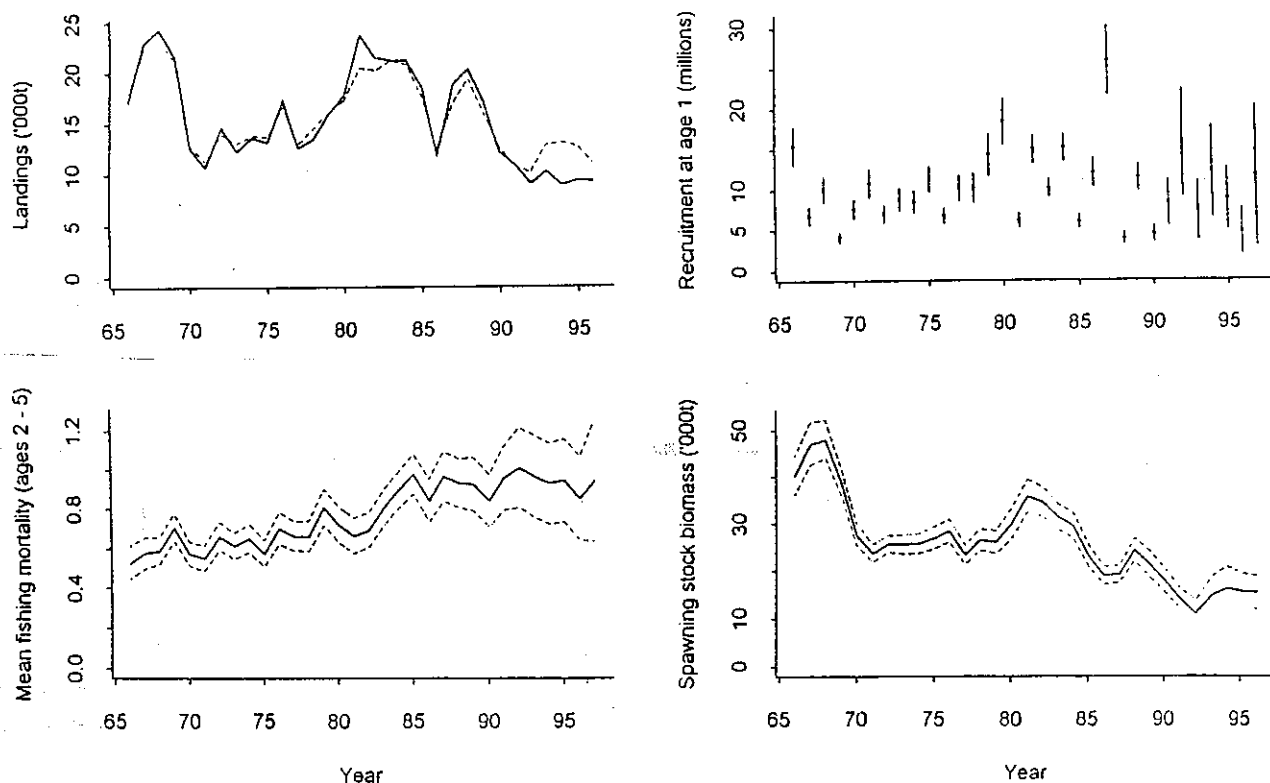 Landings ('000t)
0 5 10 15 20 25
65 70 75 80 85 90 95
Recruitment at age 1 (millions)
0 5 10 20 30
65 70 75 80 85 90 95
Mean fishing mortality (ages 2 - 5)
0.0 0.4 0.8 1.2
65 70 75 80 85 90 95
Year
Spawning stock biomass ('000t)
0 10 30 50
65 70 75 80 85 90 95
Year